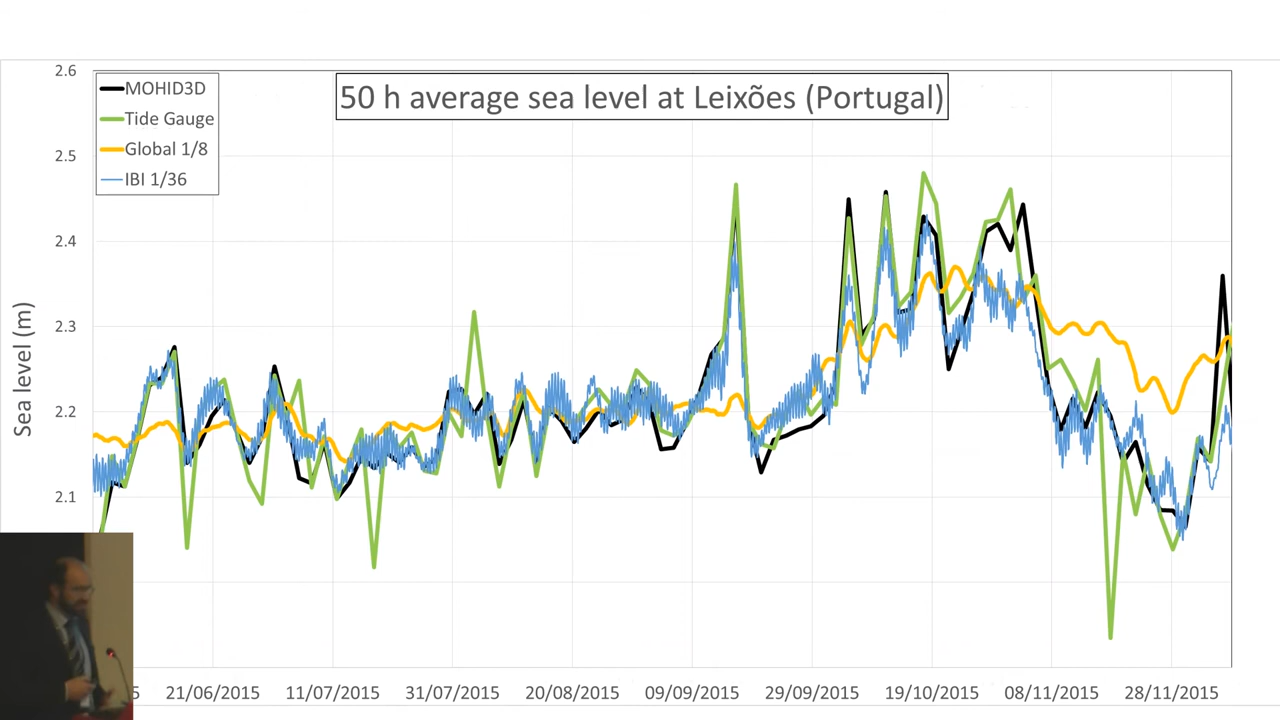 50 h average sea level at Leixões (Portugal)
MOHID3D
Tide Gauge
Global 1/8
IBI 1/36
Sea level (m)
2.6
2.5
2.4
2.3
2.2
2.1
21/06/2015
11/07/2015
31/07/2015
20/08/2015
09/09/2015
29/09/2015
19/10/2015
08/11/2015
28/11/2015